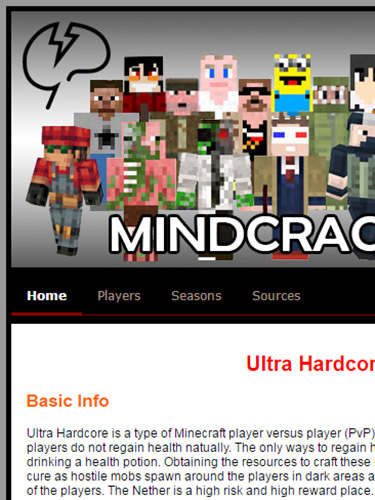 MINDCRAC
Home Players Seasons Sources
Ultra Hardcor
Basic Info
Ultra Hardcore is a type of Minecraft player versus player (PvP)
players do not regain health natually. The only ways to regain h
drinking a health potion. Obtaining the resources to craft these
cure as hostile mobs spawn around the players in dark areas a
of the players. The Nether is a high risk and high reward place,